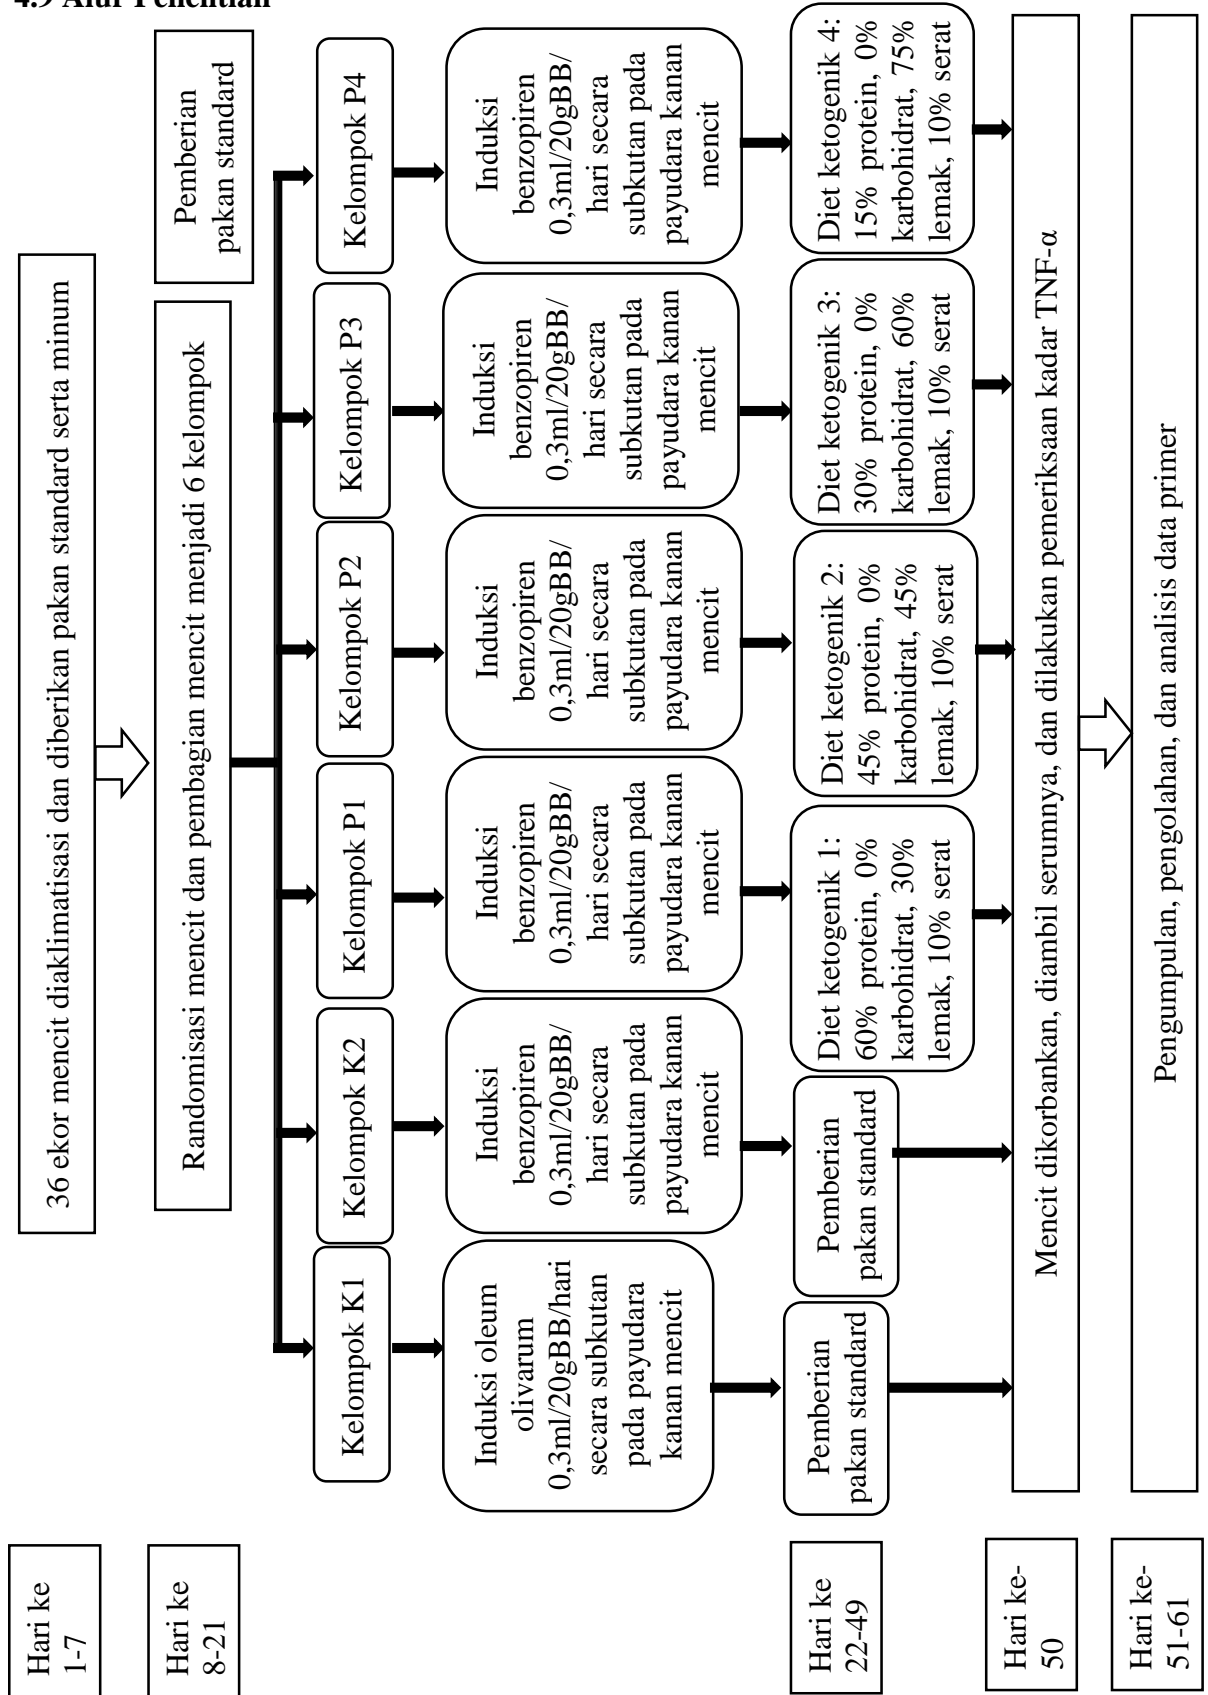 4.9 Alur Penelitian
Hari ke
1-7
36 ekor mencit diaklimatisasi dan diberikan pakan standard serta minum
Hari ke
8-21
Randomisasi mencit dan pembagian mencit menjadi 6 kelompok
Pemberian
pakan standard
Kelompok K1
Kelompok K2
Kelompok P1
Kelompok P2
Kelompok P3
Kelompok P4
Induksi oleum
olivarum
0,3ml/20gBB/hari
secara subkutan
pada payudara
kanan mencit
Induksi
benzopiren
0,3ml/20gBB/
hari secara
subkutan pada
payudara kanan
mencit
Induksi
benzopiren
0,3ml/20gBB/
hari secara
subkutan pada
payudara kanan
mencit
Induksi
benzopiren
0,3ml/20gBB/
hari secara
subkutan pada
payudara kanan
mencit
Induksi
benzopiren
0,3ml/20gBB/
hari secara
subkutan pada
payudara kanan
mencit
Induksi
benzopiren
0,3ml/20gBB/
hari secara
subkutan pada
payudara kanan
mencit
Hari ke
22-49
Pemberian
pakan standard
Pemberian
pakan standard
Diet ketogenik 1:
60% protein, 0%
karbohidrat, 30%
lemak, 10% serat
Diet ketogenik 2:
45% protein, 0%
karbohidrat, 45%
lemak, 10% serat
Diet ketogenik 3:
30% protein, 0%
karbohidrat, 60%
lemak, 10% serat
Diet ketogenik 4:
15% protein, 0%
karbohidrat, 75%
lemak, 10% serat
Hari ke-
50
Mencit dikorbankan, diambil serumnya, dan dilakukan pemeriksaan kadar TNF-α
Hari ke-
51-61
Pengumpulan, pengolahan, dan analisis data primer